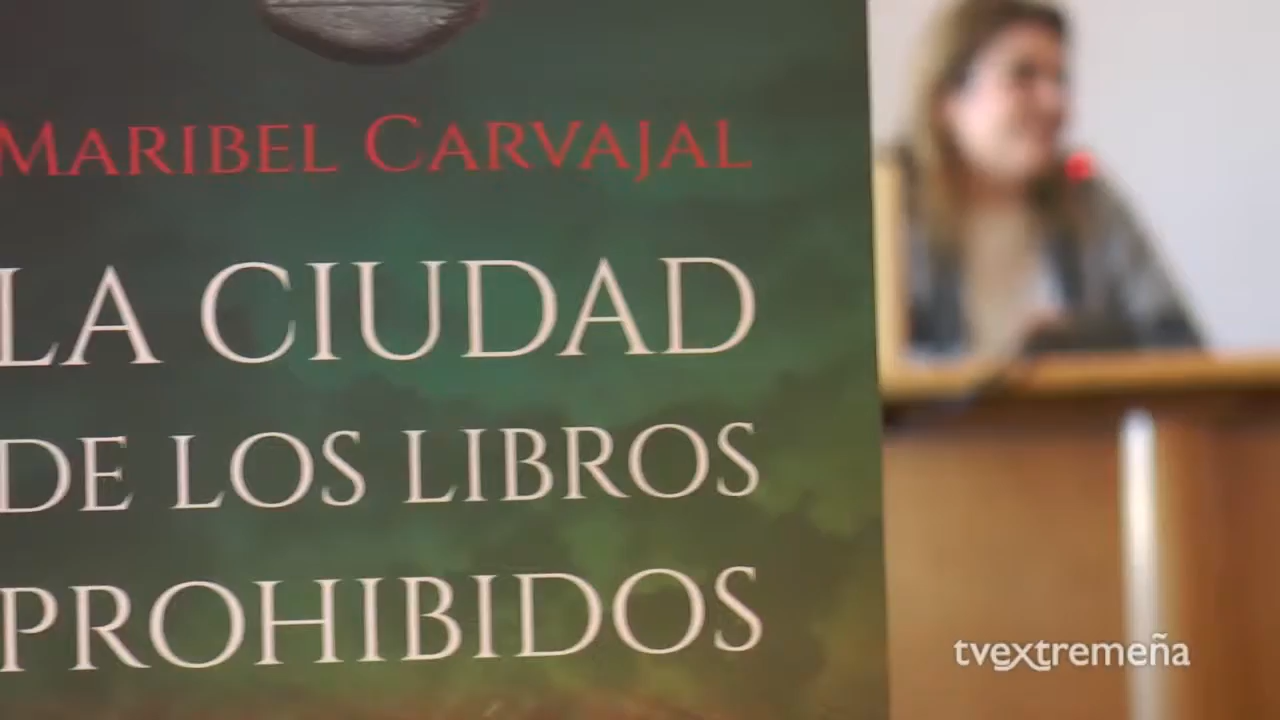 MARIBEL CARVAJAL
LA CIUDAD
DE LOS LIBROS
PROHIBIDOS
tvextremeña